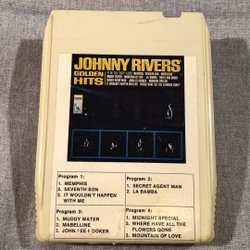 JOHNNY RIVERS'
GOLDEN
HITS
Program 1:
1. MEMPHIS
2. SEVENTH SON
3. IT WOULDN'T HAPPEN
WITH ME
Program 2:
1. SECRET AGENT MAN
2. LA BAMBA
Program 3:
1. MUDDY WATER
2. MABELLINE
3. JOHN LEE HOOKER
Program 4:
1. MIDNIGHT SPECIAL
2. WHERE HAVE ALL THE
FLOWERS GONE
3. MOUNTAIN OF LOVE